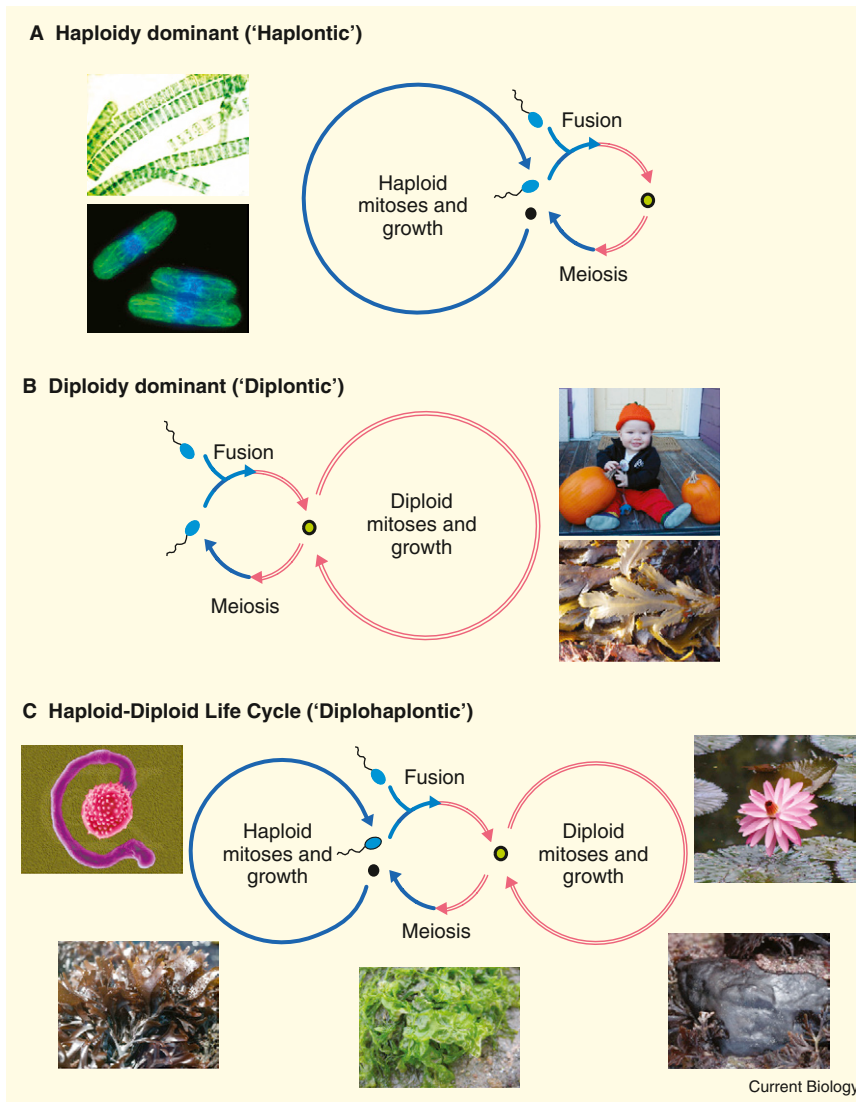 A Haploidy dominant (‘Haplontic’)
Fusion
Haploid
mitoses and
growth
Meiosis
B Diploidy dominant (‘Diplontic’)
Fusion
Diploid
mitoses and
growth
Meiosis
C Haploid-Diploid Life Cycle (‘Diplohaplontic’)
Fusion
Haploid
mitoses and
growth
Diploid
mitoses and
growth
Meiosis
Current Biology